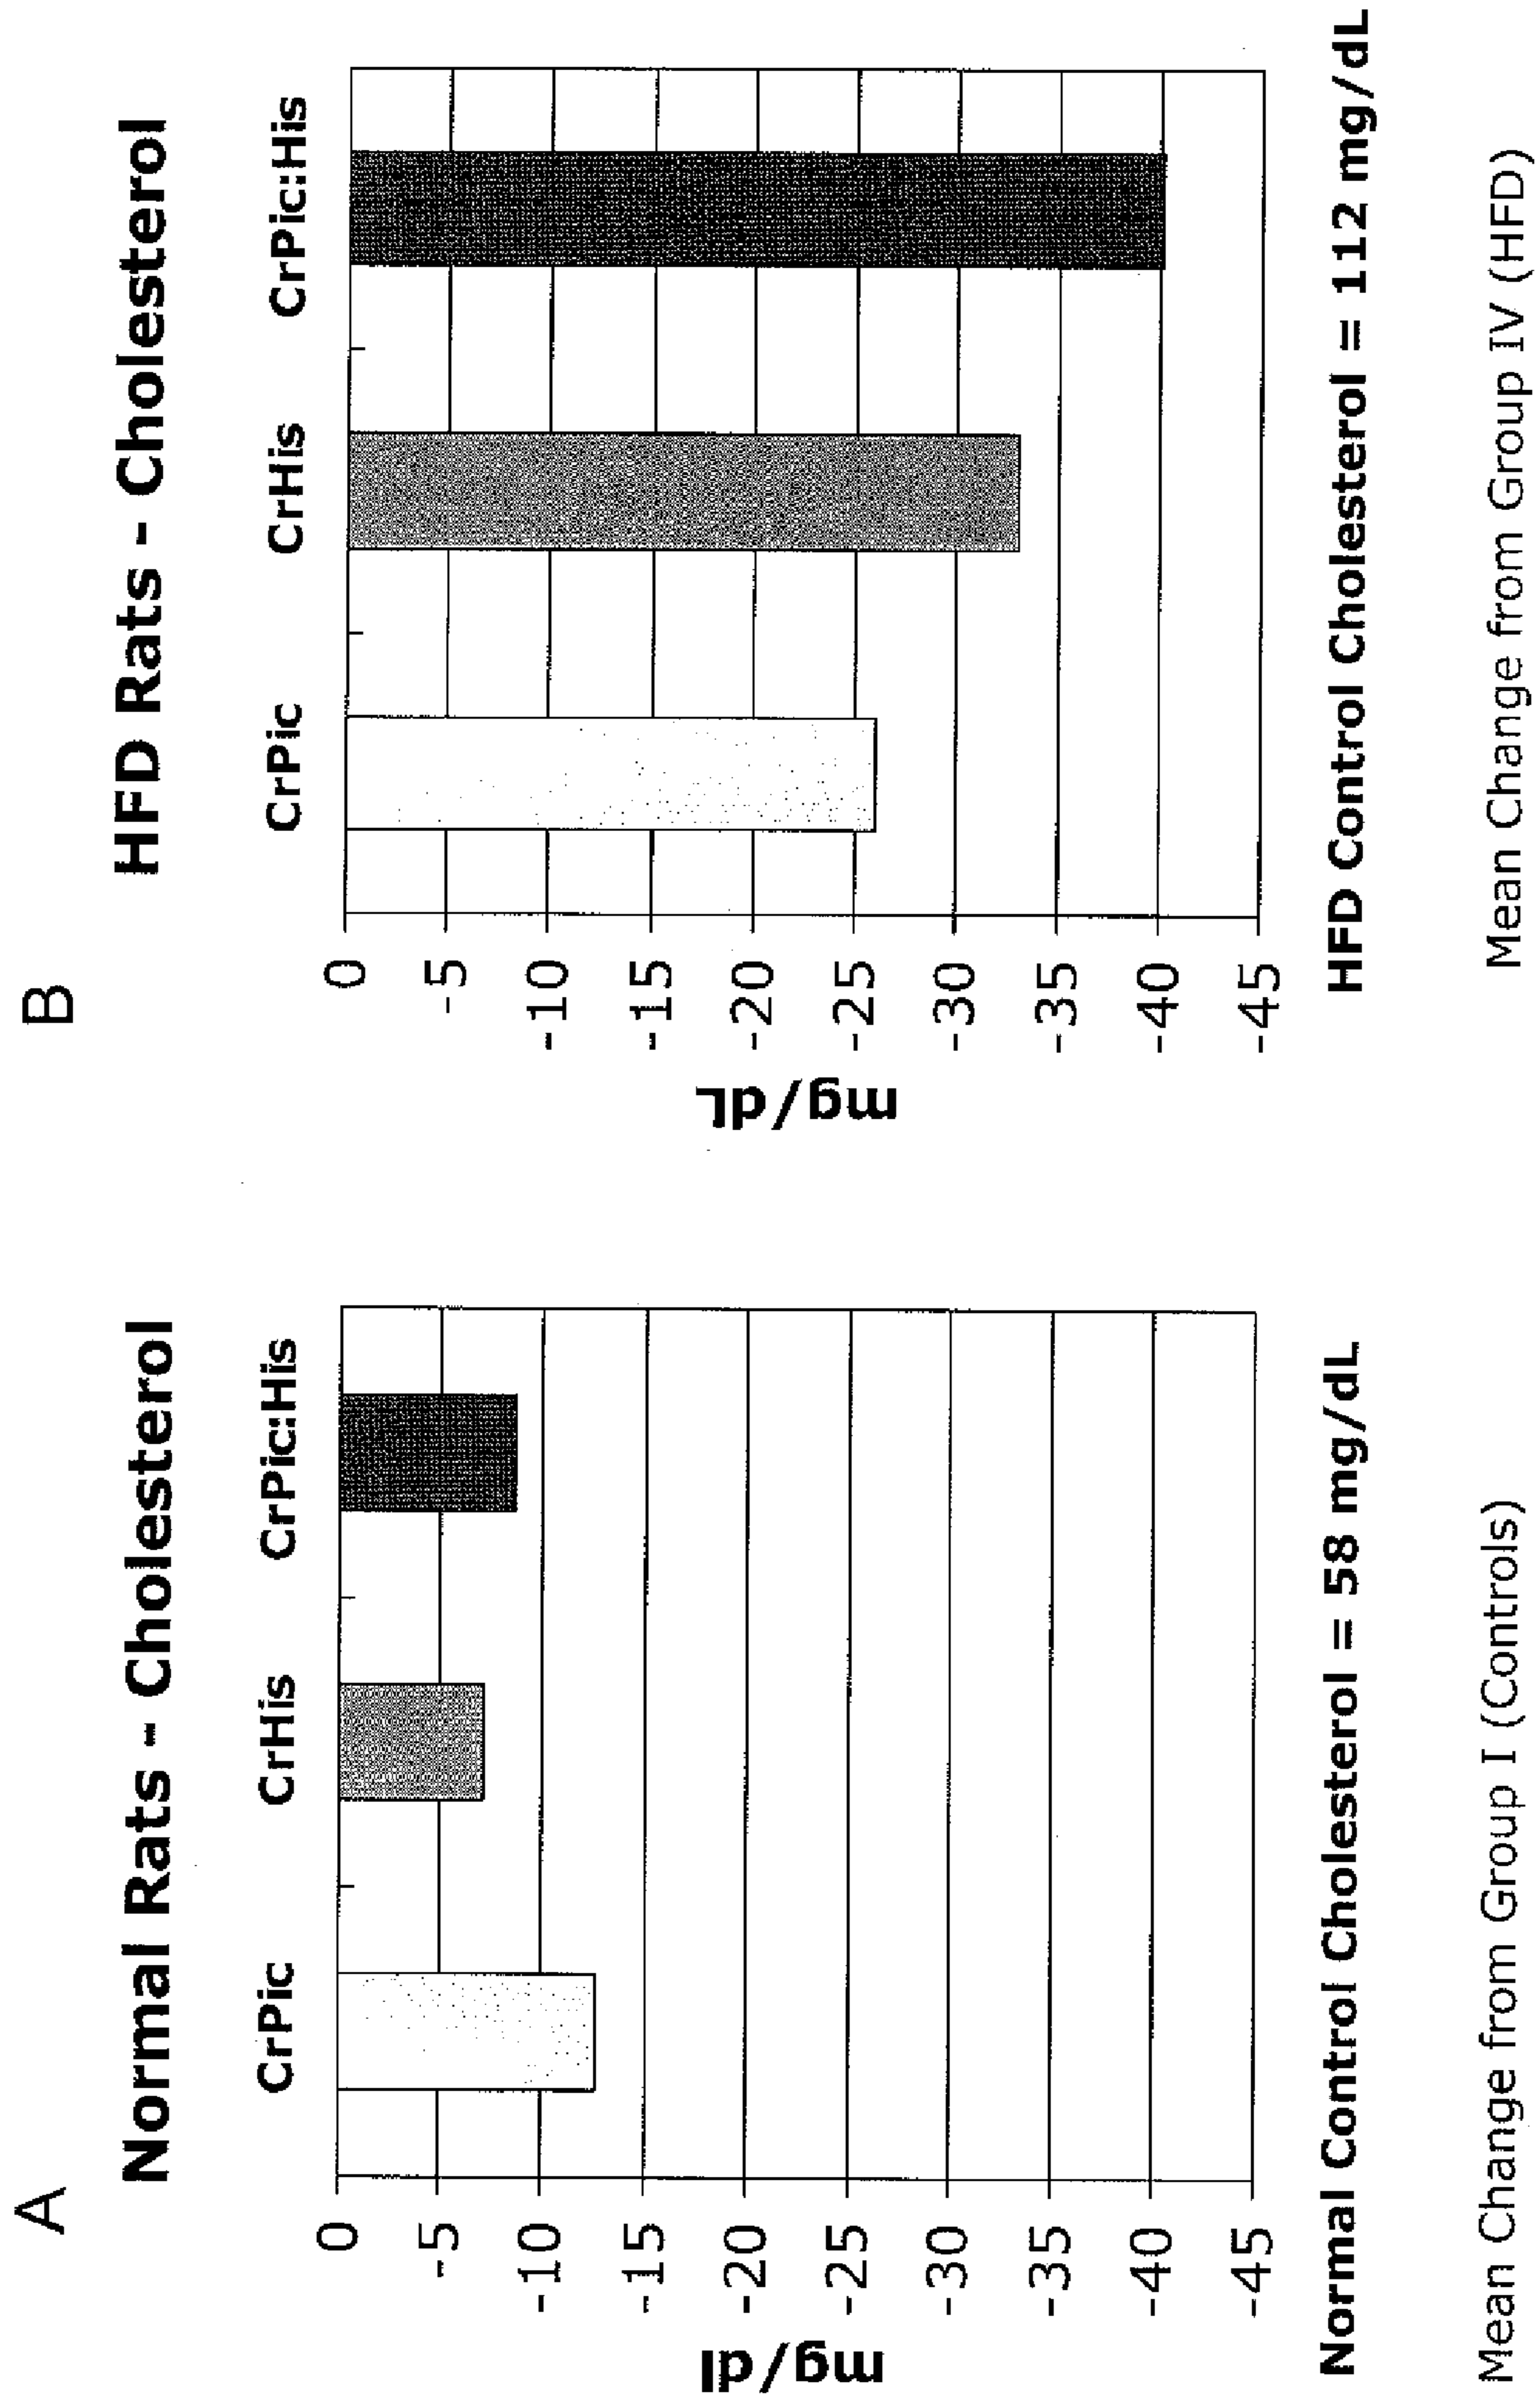 A
Normal Rats - Cholesterol
CrPic CrHis CrPic:His
0
-5
-10
-15
-20
-25
-30
-35
-40
-45
mg/dl
Normal Control Cholesterol = 58 mg/dL
Mean Change from Group I (Controls)
B
HFD Rats - Cholesterol
CrPic CrHis CrPic:His
0
-5
-10
-15
-20
-25
-30
-35
-40
-45
mg/dL
HFD Control Cholesterol = 112 mg/dL
Mean Change from Group IV (HFD)